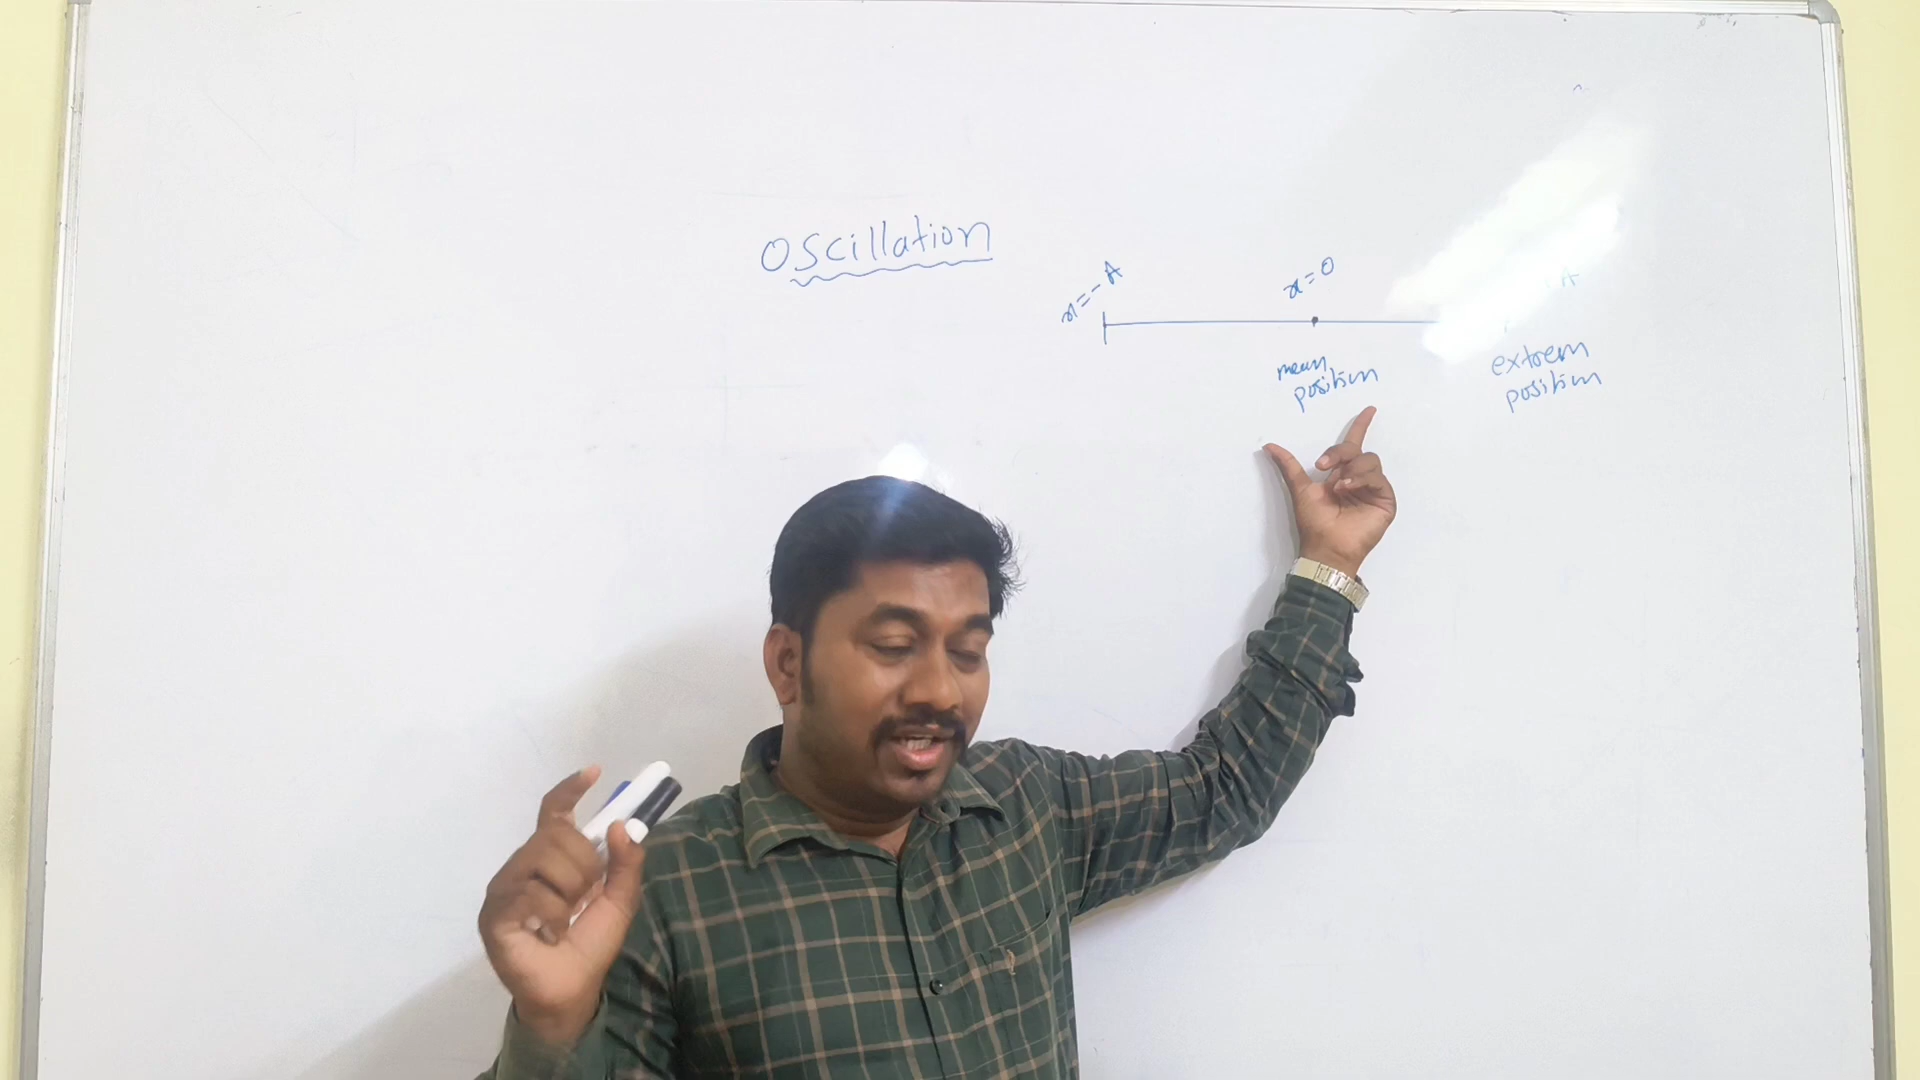 Oscillation
x=-A
x=0
A
mean
position
extrem
position